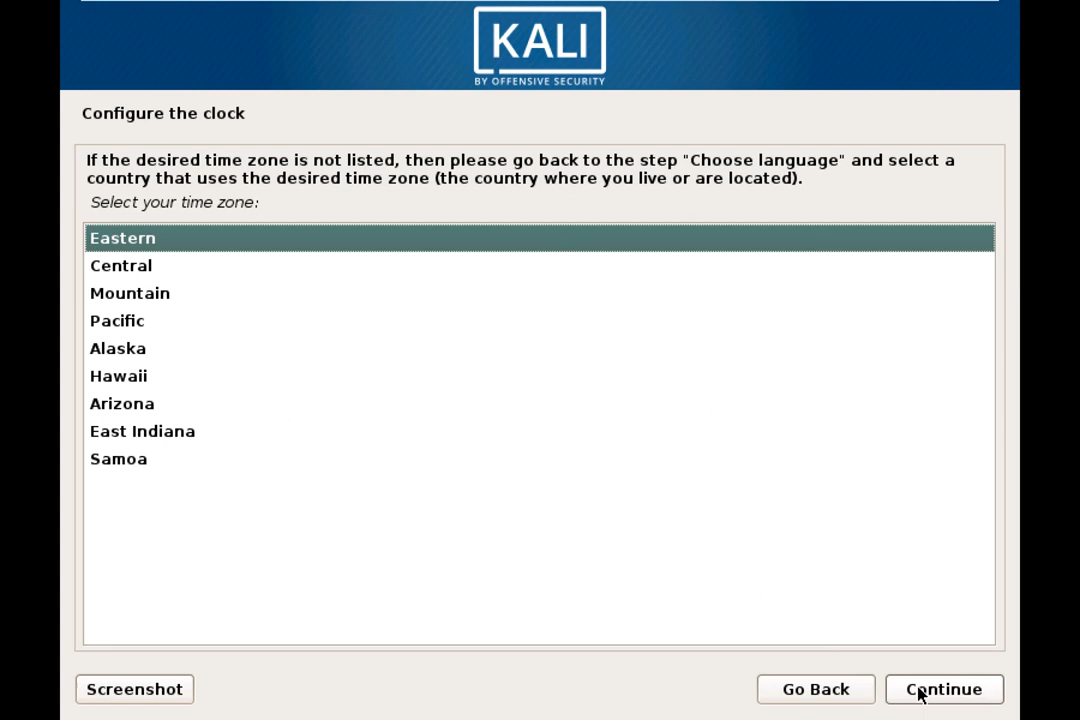 KALI
BY OFFENSIVE SECURITY
Configure the clock
If the desired time zone is not listed, then please go back to the step "Choose language" and select a
country that uses the desired time zone (the country where you live or are located).
Select your time zone:
Eastern
Central
Mountain
Pacific
Alaska
Hawaii
Arizona
East Indiana
Samoa
Screenshot
Go Back
Continue